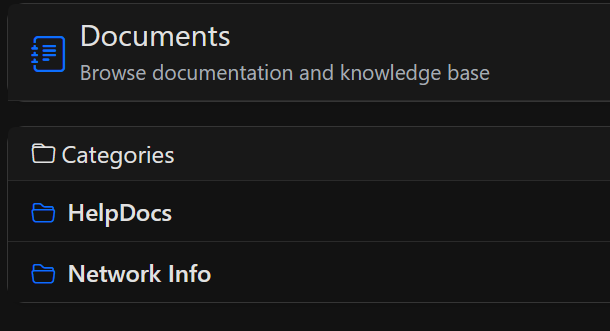 Documents
Browse documentation and knowledge base
Categories
HelpDocs
Network Info